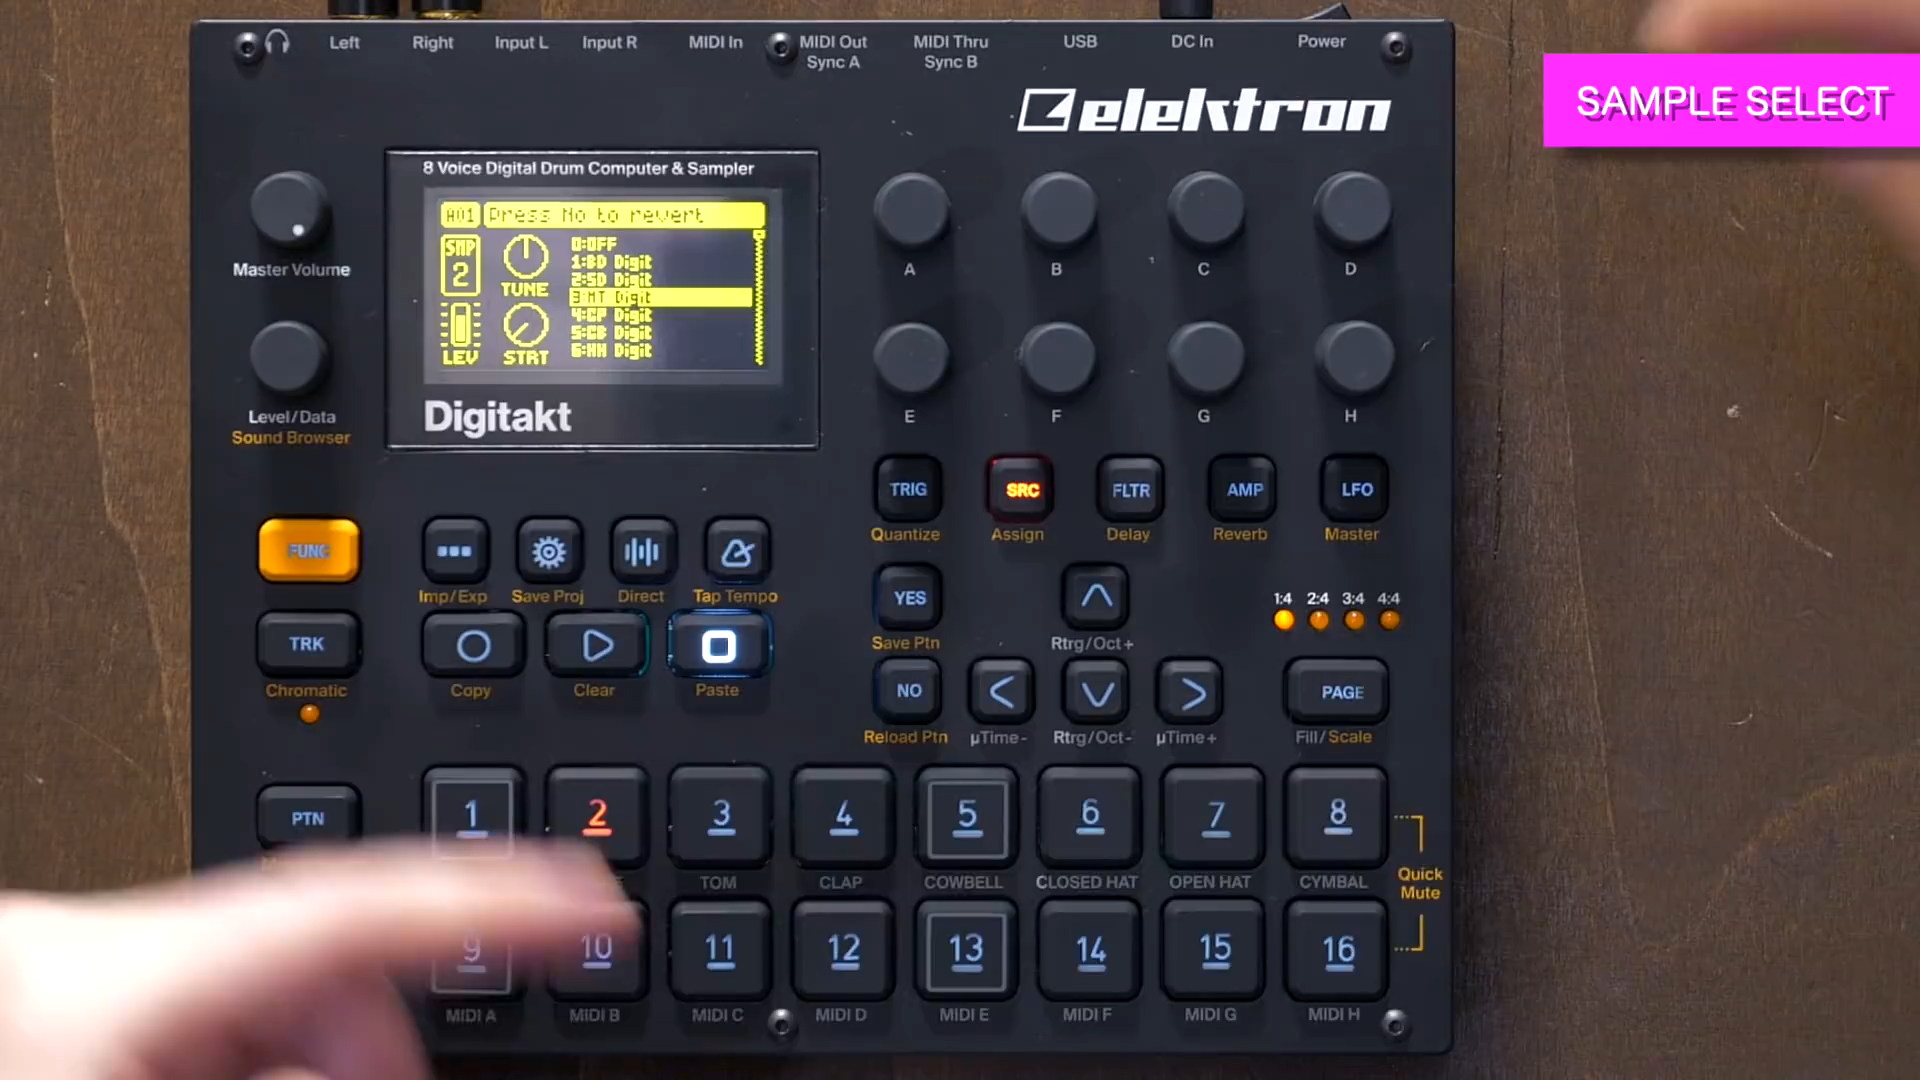 Left Right Input L Input R MIDI In MIDI Out MIDI Thru USB DC In Power
Sync A Sync B
SAMPLE SELECT
elektron
8 Voice Digital Drum Computer & Sampler
A01 Press No to revert
SMP
2
TUNE
LEV
STRT
0:OFF
1:BD Digit
2:SD Digit
3:MT Digit
4:CP Digit
5:CB Digit
6:HH Digit
Digitakt
Master Volume
Level/Data
Sound Browser
A B C D
E F G H
TRIG SRC FLTR AMP LFO
Quantize Assign Delay Reverb Master
FUNC
Imp/Exp Save Proj Direct Tap Tempo
YES
Save Ptn
Rtrg/Oct+
1:4 2:4 3:4 4:4
TRK
Chromatic
Copy Clear Paste
NO
Reload Ptn
µTime- Rtrg/Oct- µTime+
PAGE
Fill/Scale
PTN
1 2 3 4 5 6 7 8
TOM CLAP COWBELL CLOSED HAT OPEN HAT CYMBAL
Quick
Mute
9 10 11 12 13 14 15 16
MIDI A MIDI B MIDI C MIDI D MIDI E MIDI F MIDI G MIDI H